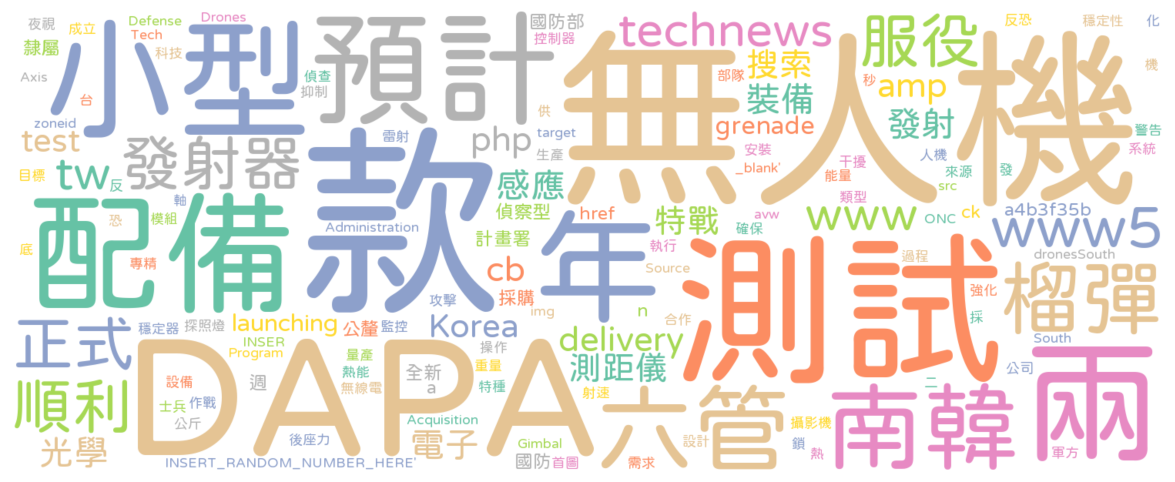 夜視 成立 Defense Drones 國防部 反恐 穩定性 化
隸屬 Tech 控制器 technews 服役 機
小型 預計 無人機
科技 偵查 搜索 部隊 秒 amp
Axis 台 抑制 裝備
zoneid 供 grenade 發射 警告
test 發射器 雷射 php target 安裝 人機 系統
tw 反 生產 _blank' 干擾 來源 發
目標 感應 能量 src
軸 款 偵察型 href 特戰 類型 www ONC ck a4b3f35b
配備 恐 模組 Administration 年 計畫署 確保 avw www5
底 專精 cb 執行 測試 過程 dronesSouth
攻擊 採購 Source 強化 榴彈
穩定器 探照燈 launching 公釐 監控 Korea img n 合作 採
正式 INSER Program 操作 delivery South
DAPA 量產 測距儀 二 公司
順利 設備 熱能 週 全新 重量 兩
士兵 作戰 無線電 a 特種 射速 六管 南韓
公斤 Acquisition 攝影機
光學 後座力 電子 Gimbal 設計 鎖 軍方
INSERT_RANDOM_NUMBER_HERE' 國防 首圖 需求 熱